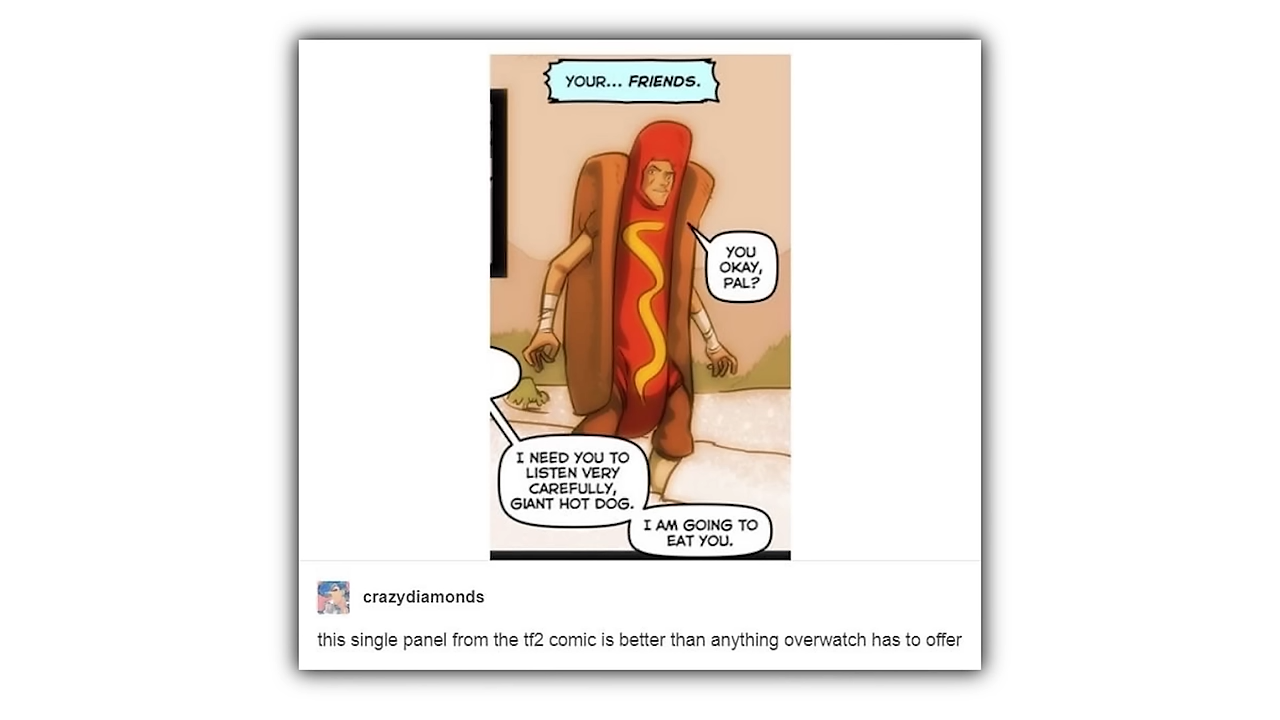 YOUR... FRIENDS.
YOU
OKAY,
PAL?
I NEED YOU TO
LISTEN VERY
CAREFULLY,
GIANT HOT DOG.
I AM GOING TO
EAT YOU.
crazydiamonds
this single panel from the tf2 comic is better than anything overwatch has to offer